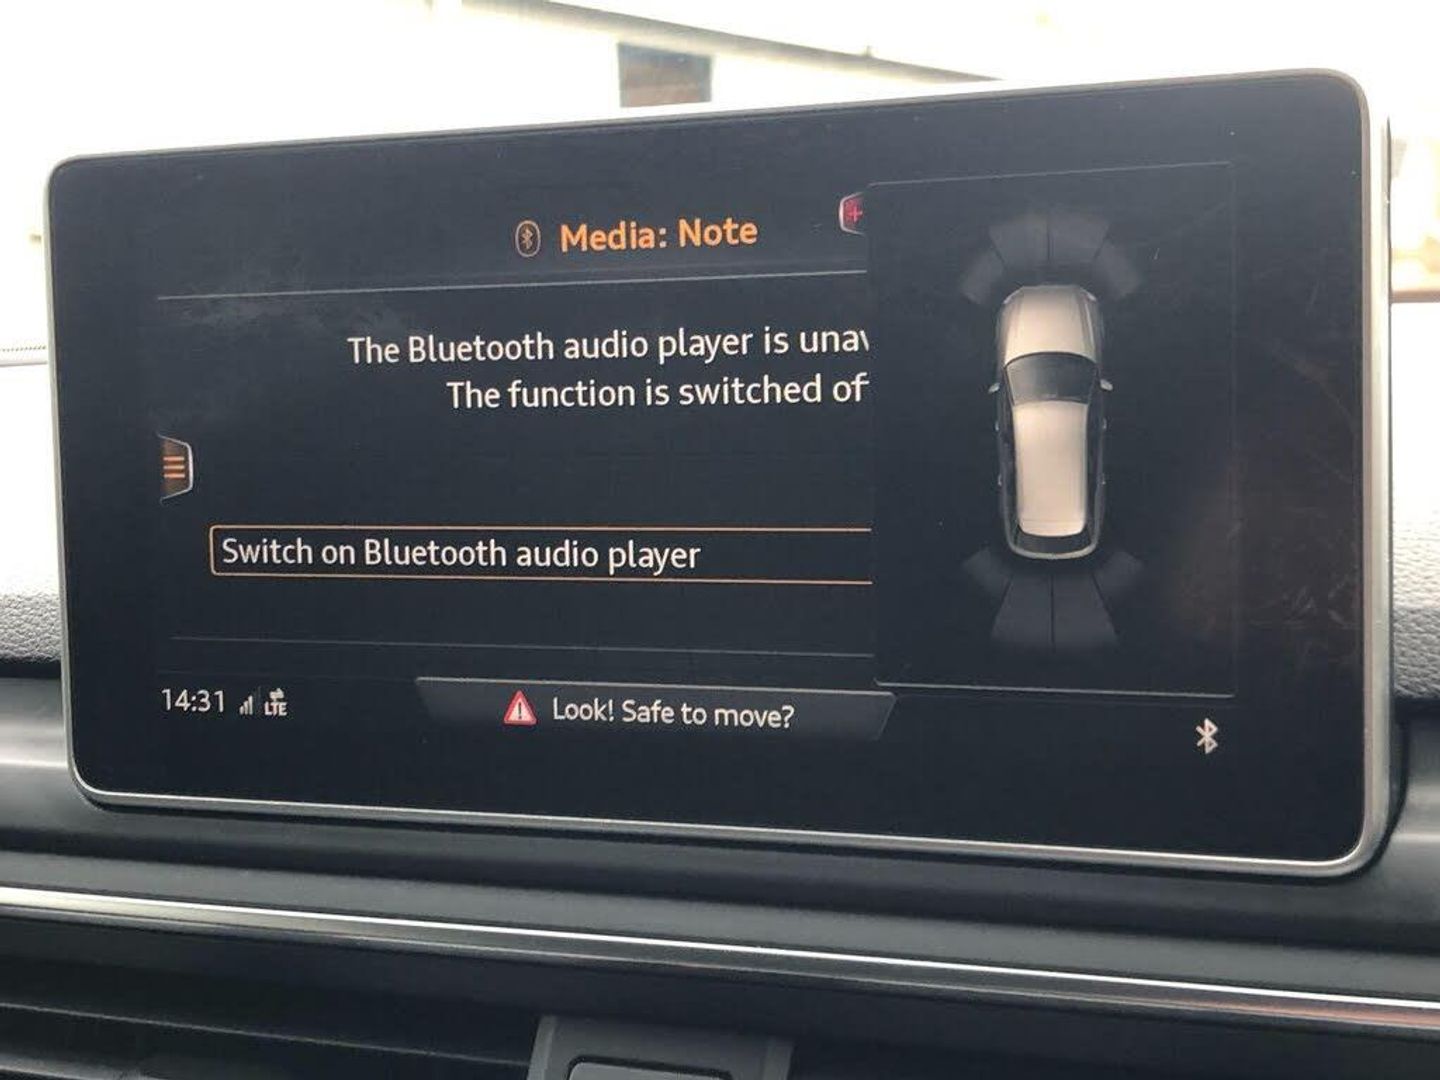 Media: Note
The Bluetooth audio player is unav
The function is switched of
Switch on Bluetooth audio player
14:31 LTE
Look! Safe to move?